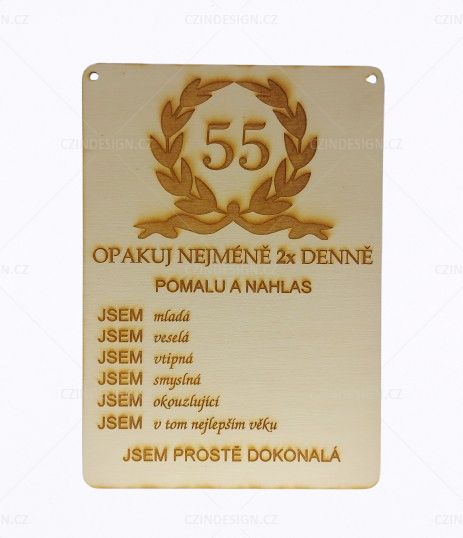 55
OPAKUJ NEJMÉNĚ 2x DENNĚ
POMALU A NAHLAS
JSEM mladá
JSEM veselá
JSEM vtipná
JSEM smyslná
JSEM okouzlující
JSEM v tom nejlepším věku
JSEM PROSTĚ DOKONALÁ
CZINDESIGN.CZ